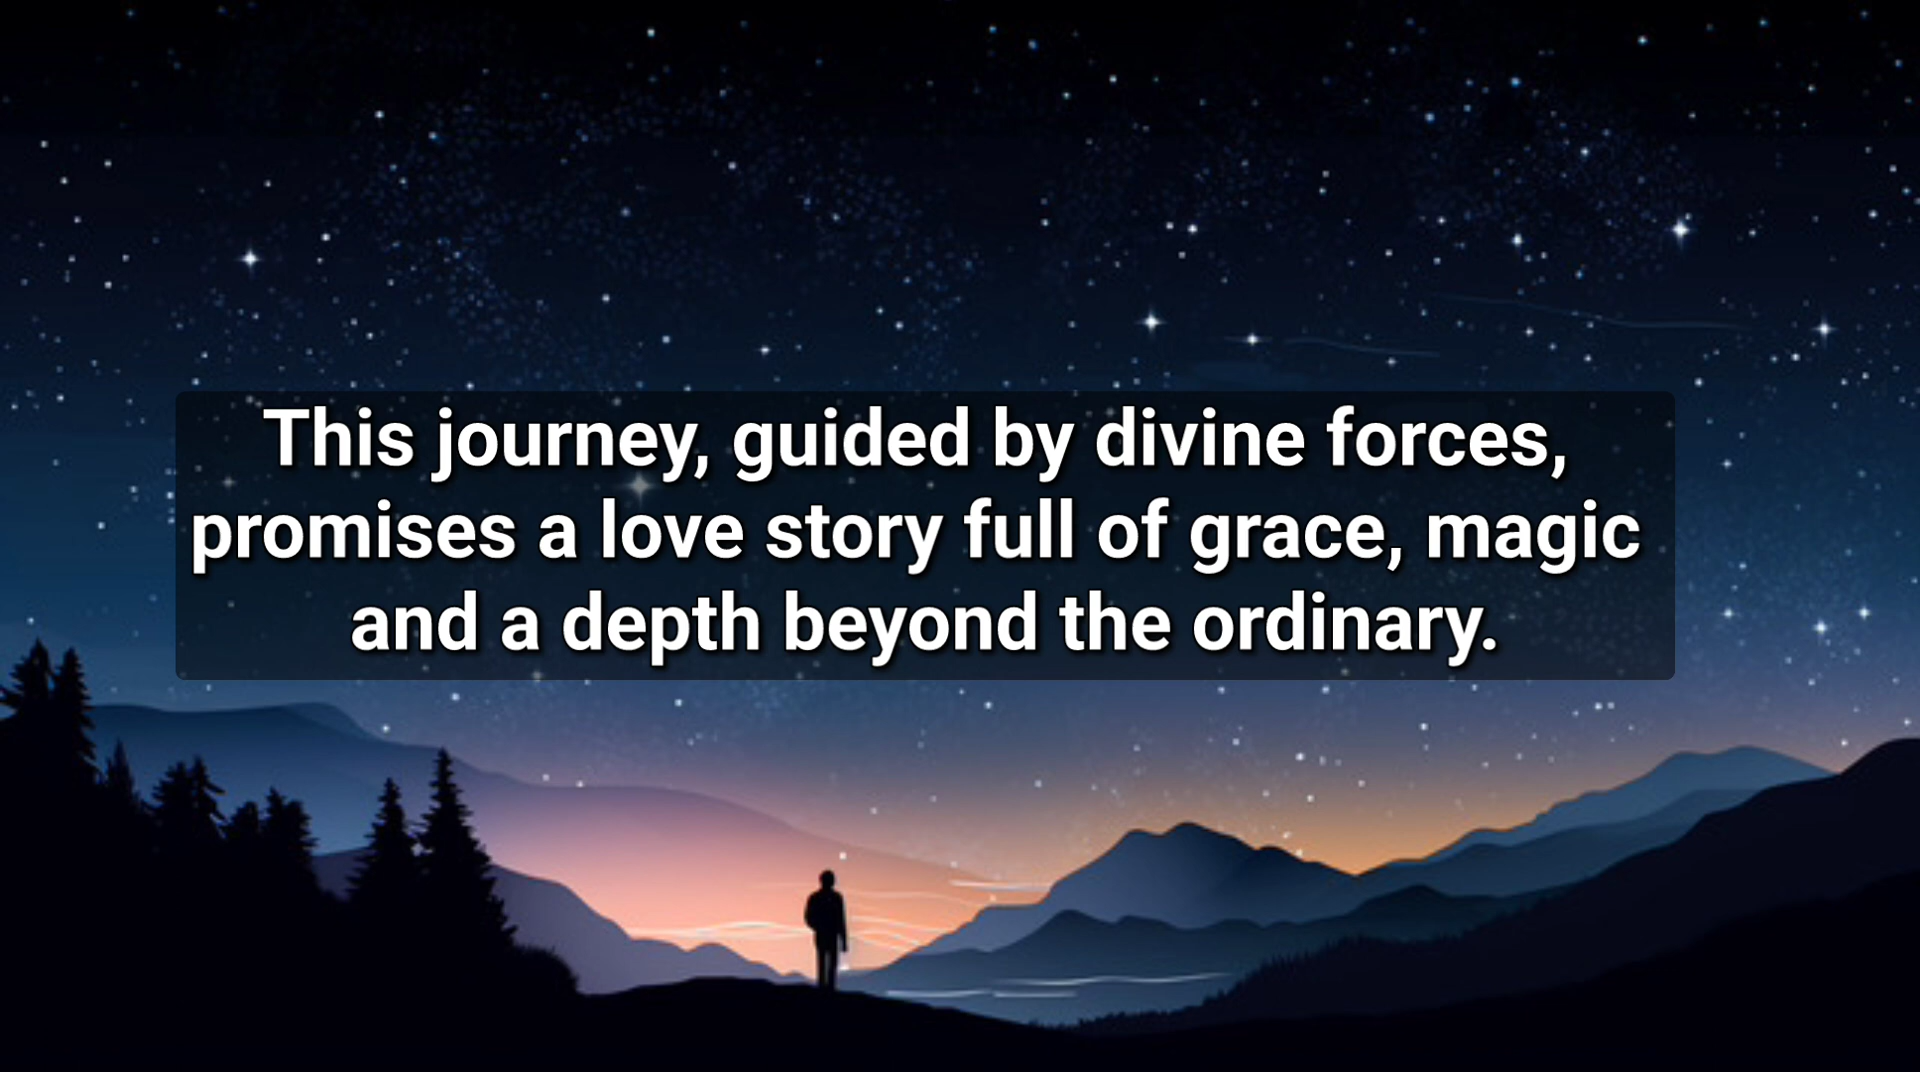 This journey, guided by divine forces,
promises a love story full of grace, magic
and a depth beyond the ordinary.